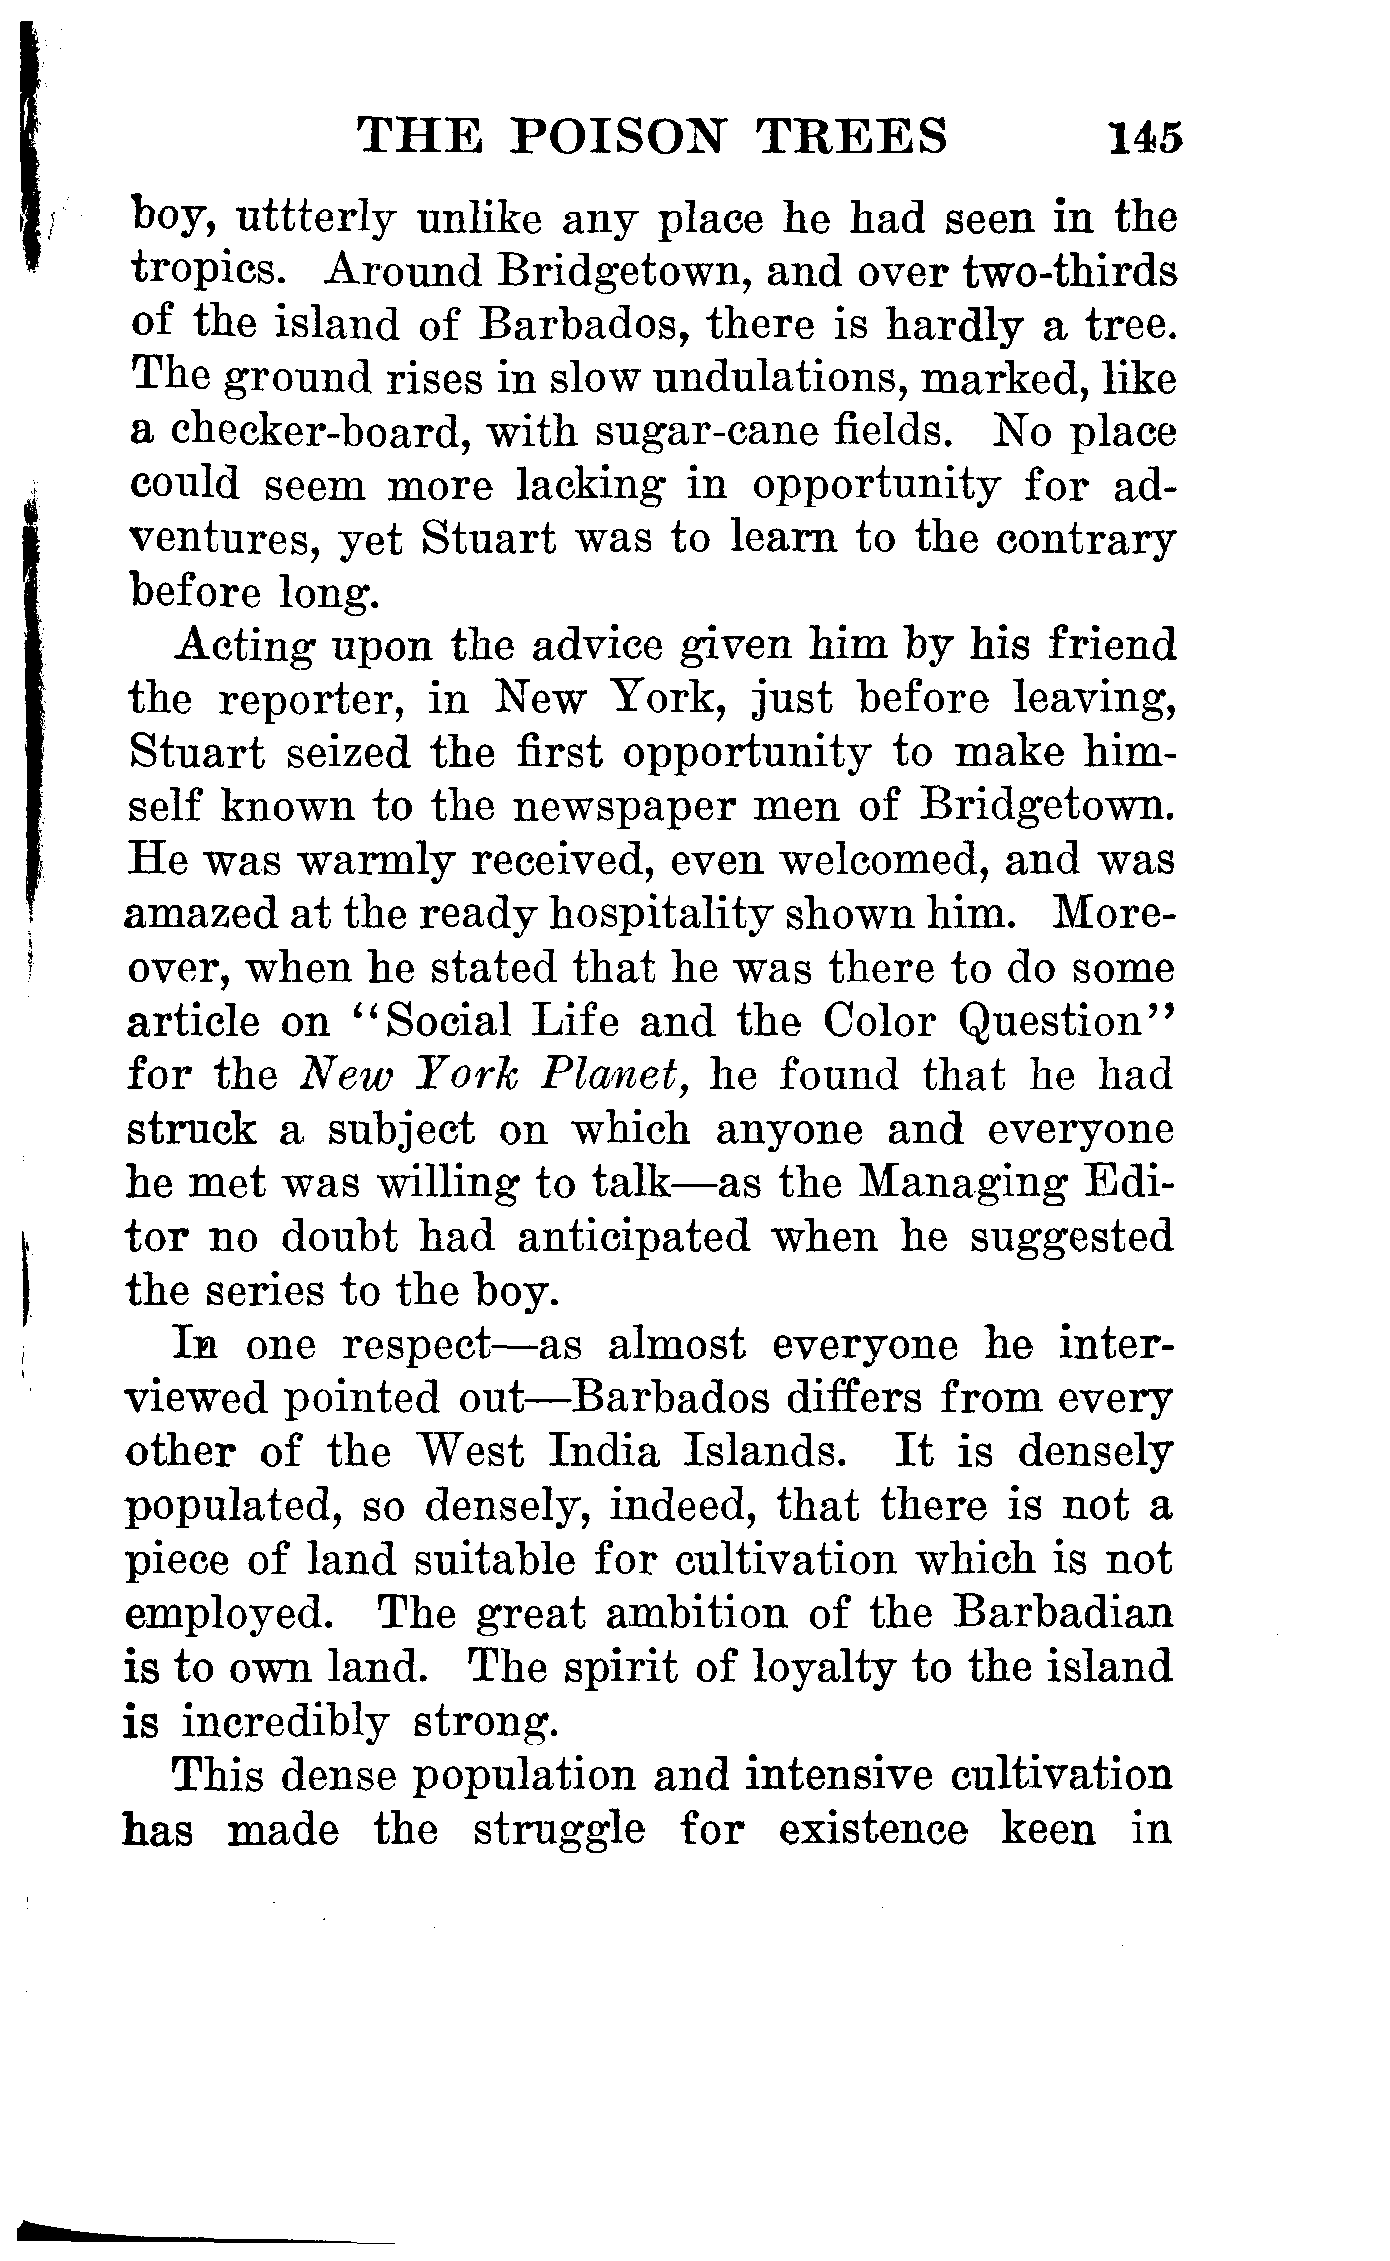 THE POISON TREES 145
boy, uttterly unlike any place he had seen in the
tropics. Around Bridgetown, and over two-thirds
of the island of Barbados, there is hardly a tree.
The ground rises in slow undulations, marked, like
a checker-board, with sugar-cane fields. No place
could seem more lacking in opportunity for ad-
ventures, yet Stuart was to learn to the contrary
before long.
Acting upon the advice given him by his friend
the reporter, in New York, just before leaving,
Stuart seized the first opportunity to make him-
self known to the newspaper men of Bridgetown.
He was warmly received, even welcomed, and was
amazed at the ready hospitality shown him. More-
over, when he stated that he was there to do some
article on “Social Life and the Color Question”
for the New York Planet, he found that he had
struck a subject on which anyone and everyone
he met was willing to talk—as the Managing Edi-
tor no doubt had anticipated when he suggested
the series to the boy.
In one respect—as almost everyone he inter-
viewed pointed out—Barbados differs from every
other of the West India Islands. It is densely
populated, so densely, indeed, that there is not a
piece of land suitable for cultivation which is not
employed. The great ambition of the Barbadian
is to own land. The spirit of loyalty to the island
is incredibly strong.
This dense population and intensive cultivation
has made the struggle for existence keen in